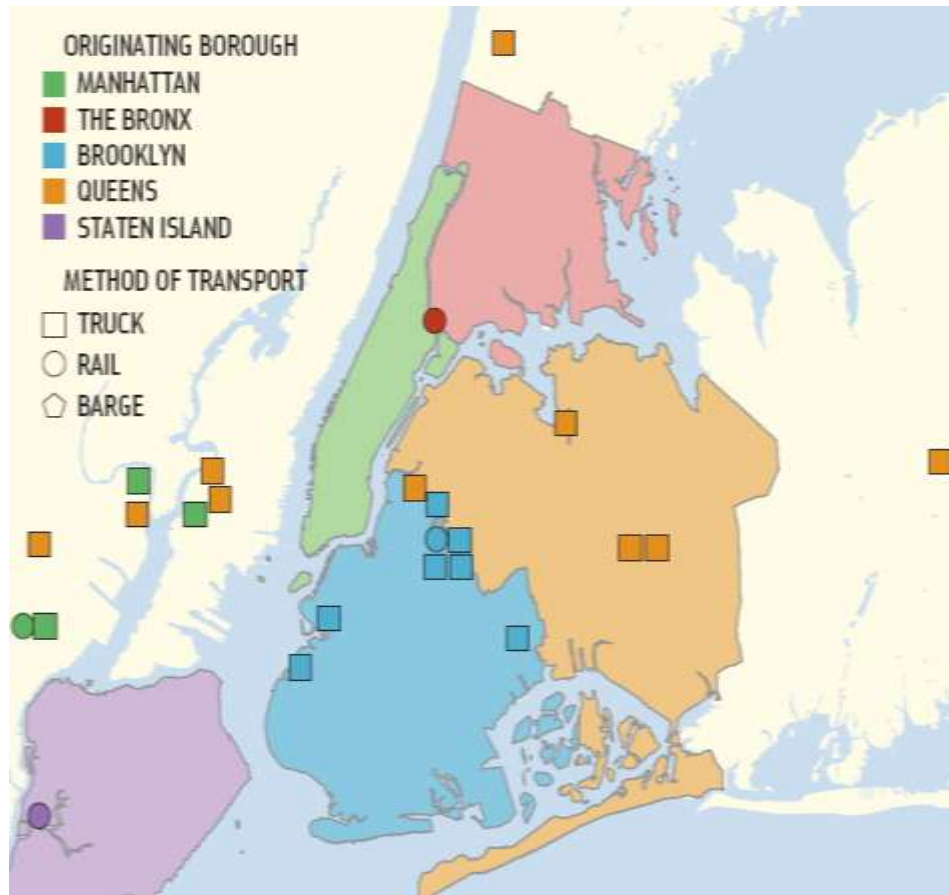 ORIGINATING BOROUGH
MANHATTAN
THE BRONX
BROOKLYN
QUEENS
STATEN ISLAND
METHOD OF TRANSPORT
TRUCK
RAIL
BARGE